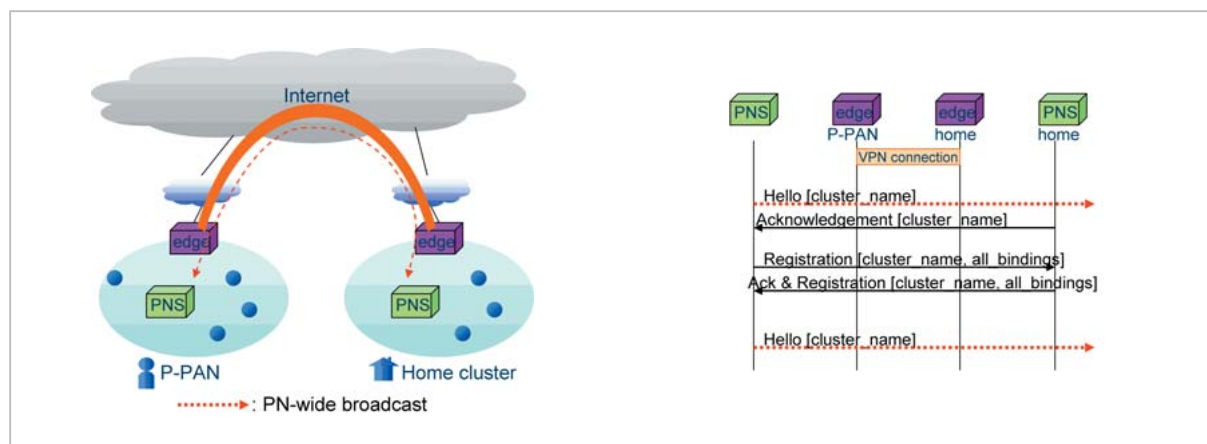 Internet
edge
edge
PNS
PNS
P-PAN
Home cluster
: PN-wide broadcast
PNS
edge
edge
PNS
P-PAN
home
home
VPN connection
Hello [cluster_name]
Acknowledgement [cluster_name]
Registration [cluster_name, all_bindings]
Ack & Registration [cluster_name, all_bindings]
Hello [cluster_name]